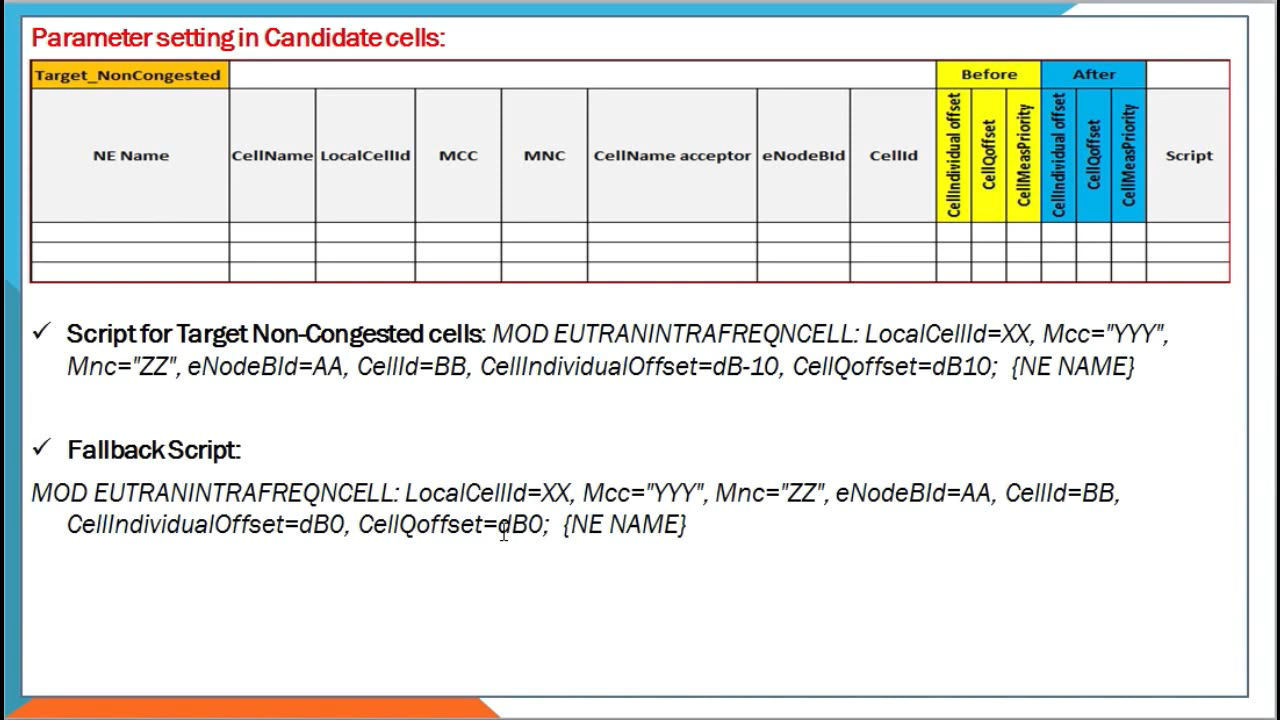 Parameter setting in Candidate cells:
Target_NonCongested
Before
After
NE Name
CellName
LocalCellId
MCC
MNC
CellName acceptor
eNodeBId
CellId
CellIndividual offset
CellQoffset
CellMeasPriority
CellIndividual offset
CellQoffset
CellMeasPriority
Script
✓ Script for Target Non-Congested cells: MOD EUTRANINTRAFREQNCELL: LocalCellId=XX, Mcc="YYY",
Mnc="ZZ", eNodeBId=AA, CellId=BB, CellIndividualOffset=dB-10, CellQoffset=dB10; {NE NAME}
✓ Fallback Script:
MOD EUTRANINTRAFREQNCELL: LocalCellId=XX, Mcc="YYY", Mnc="ZZ", eNodeBId=AA, CellId=BB,
CellIndividualOffset=dB0, CellQoffset=dB0; {NE NAME}